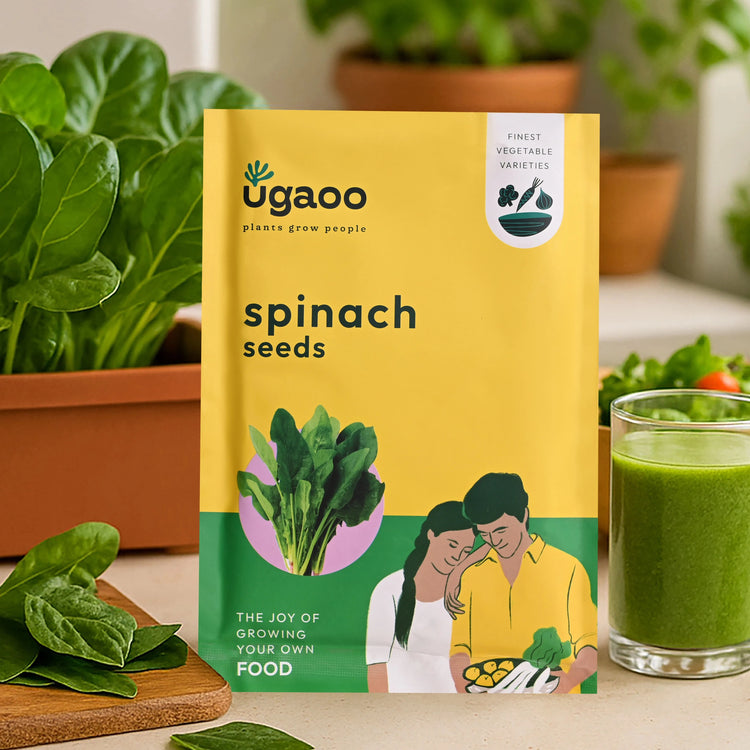 FINEST
VEGETABLE
VARIETIES
ugaoo
plants grow people
spinach
seeds
THE JOY OF
GROWING
YOUR OWN
FOOD